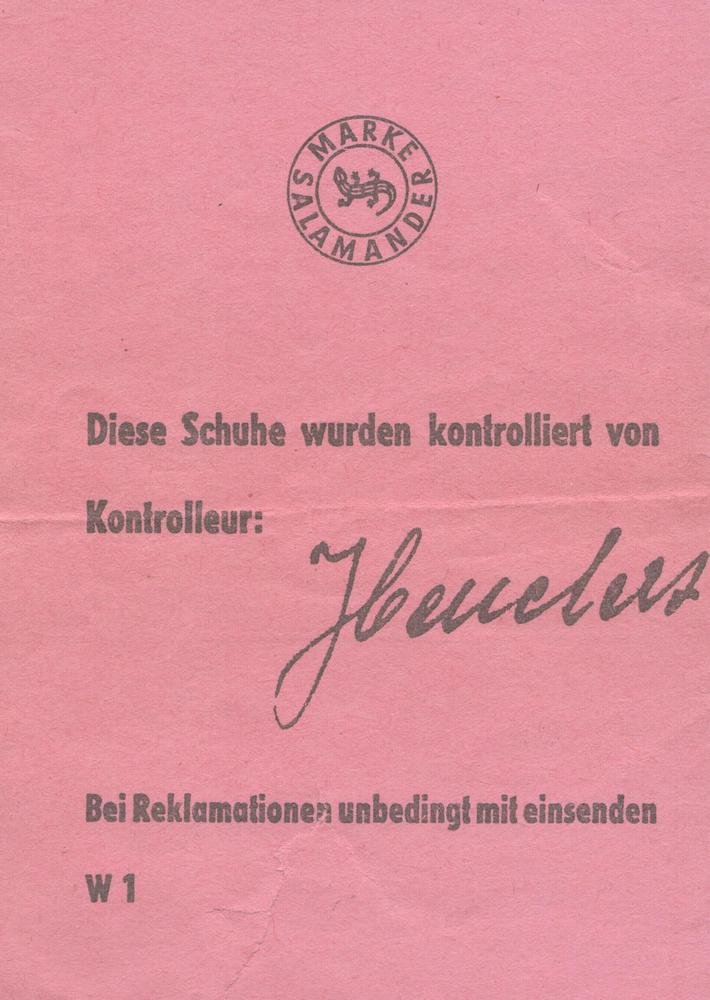 MARKE
SALAMANDER
Diese Schuhe wurden kontrolliert von
Kontrolleur:
Bei Reklamationen unbedingt mit einsenden
W 1